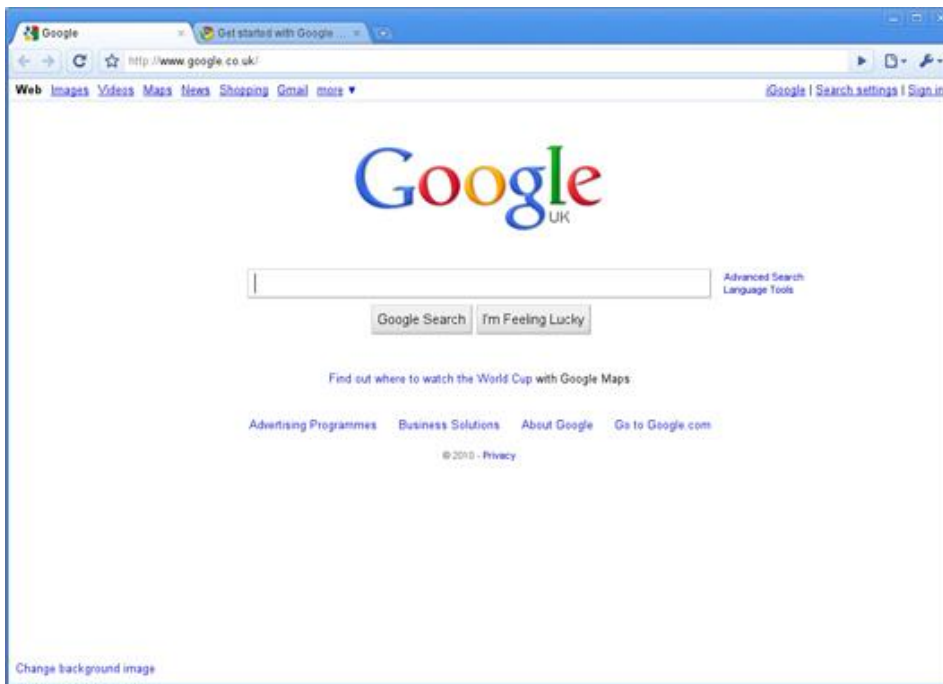 Google
Get started with Google ...
http://www.google.co.uk/
Web Images Videos Maps News Shopping Gmail more ▼
iGoogle | Search settings | Sign in
Google
UK
Advanced Search
Language Tools
Google Search
I'm Feeling Lucky
Find out where to watch the World Cup with Google Maps
Advertising Programmes Business Solutions About Google Go to Google.com
© 2010 - Privacy
Change background image